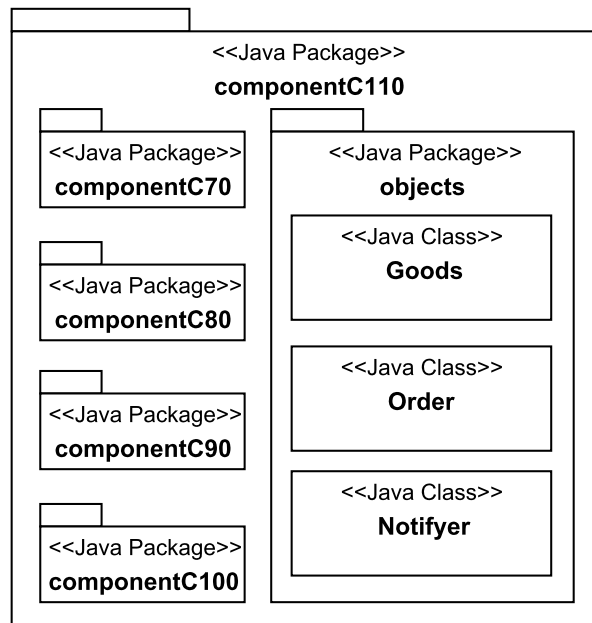 <<Java Package>>
componentC110
<<Java Package>>
componentC70
<<Java Package>>
componentC80
<<Java Package>>
componentC90
<<Java Package>>
componentC100
<<Java Package>>
objects
<<Java Class>>
Goods
<<Java Class>>
Order
<<Java Class>>
Notifyer